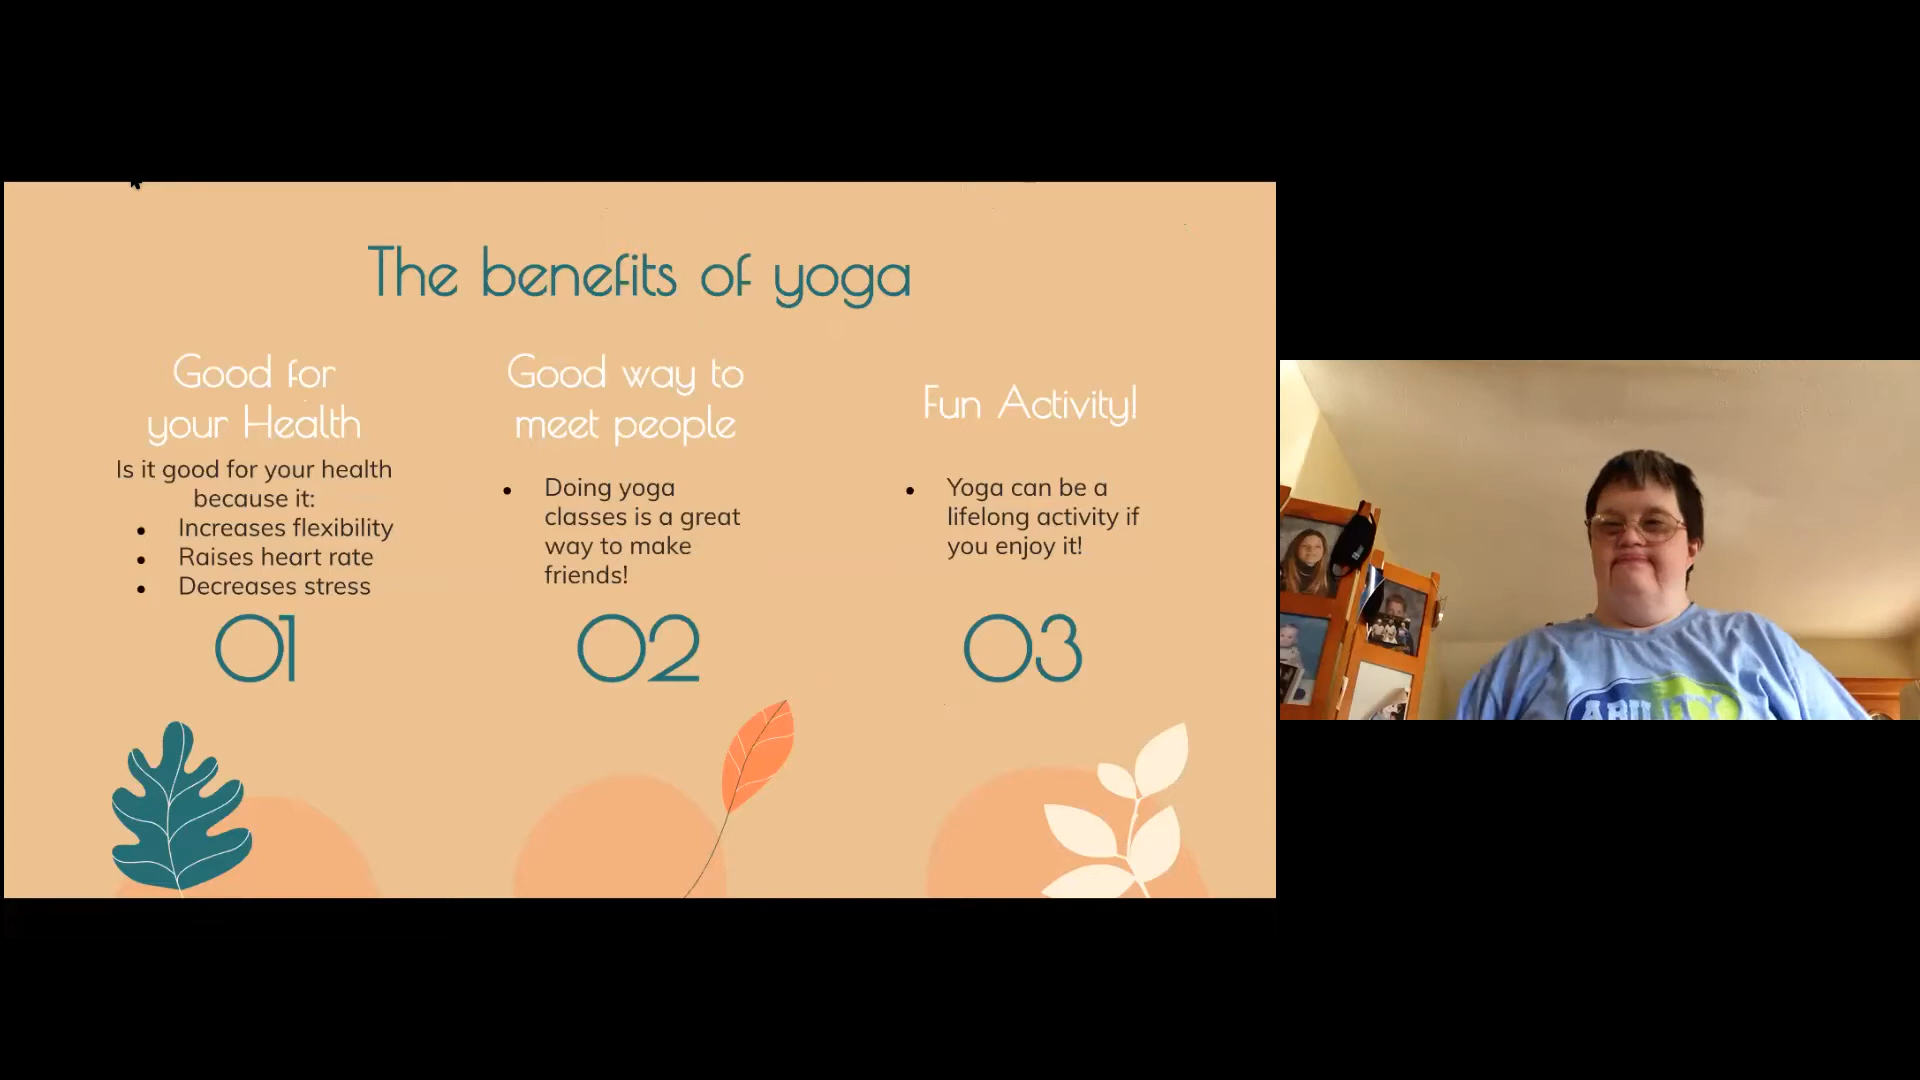 The benefits of yoga
Good for
your Health
Is it good for your health
because it:
• Increases flexibility
• Raises heart rate
• Decreases stress
01
Good way to
meet people
• Doing yoga
classes is a great
way to make
friends!
02
Fun Activity!
• Yoga can be a
lifelong activity if
you enjoy it!
03
ABILITY